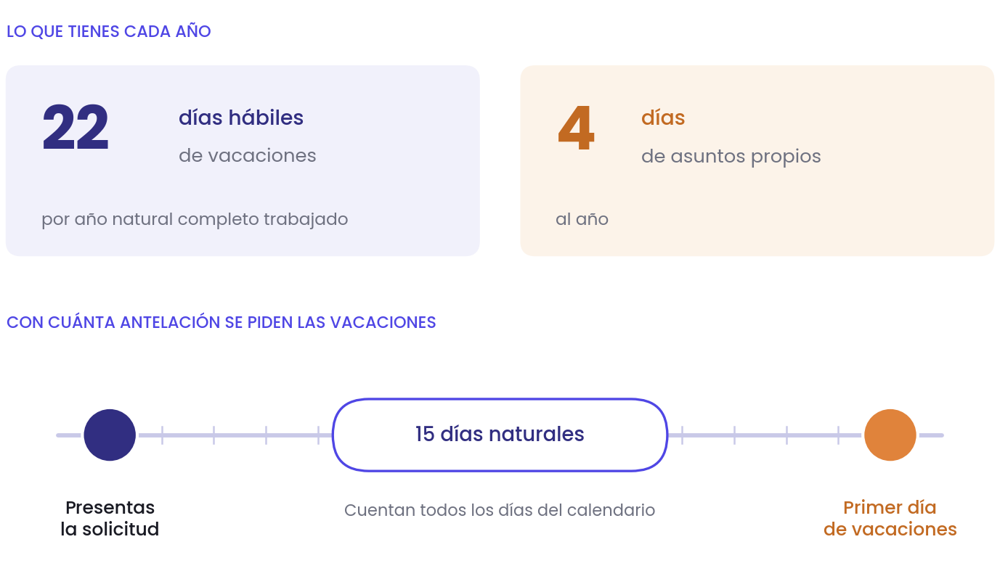 LO QUE TIENES CADA AÑO
22
días hábiles
de vacaciones
por año natural completo trabajado
4
días
de asuntos propios
al año
CON CUÁNTA ANTELACIÓN SE PIDEN LAS VACACIONES
15 días naturales
Presentas
la solicitud
Cuentan todos los días del calendario
Primer día
de vacaciones